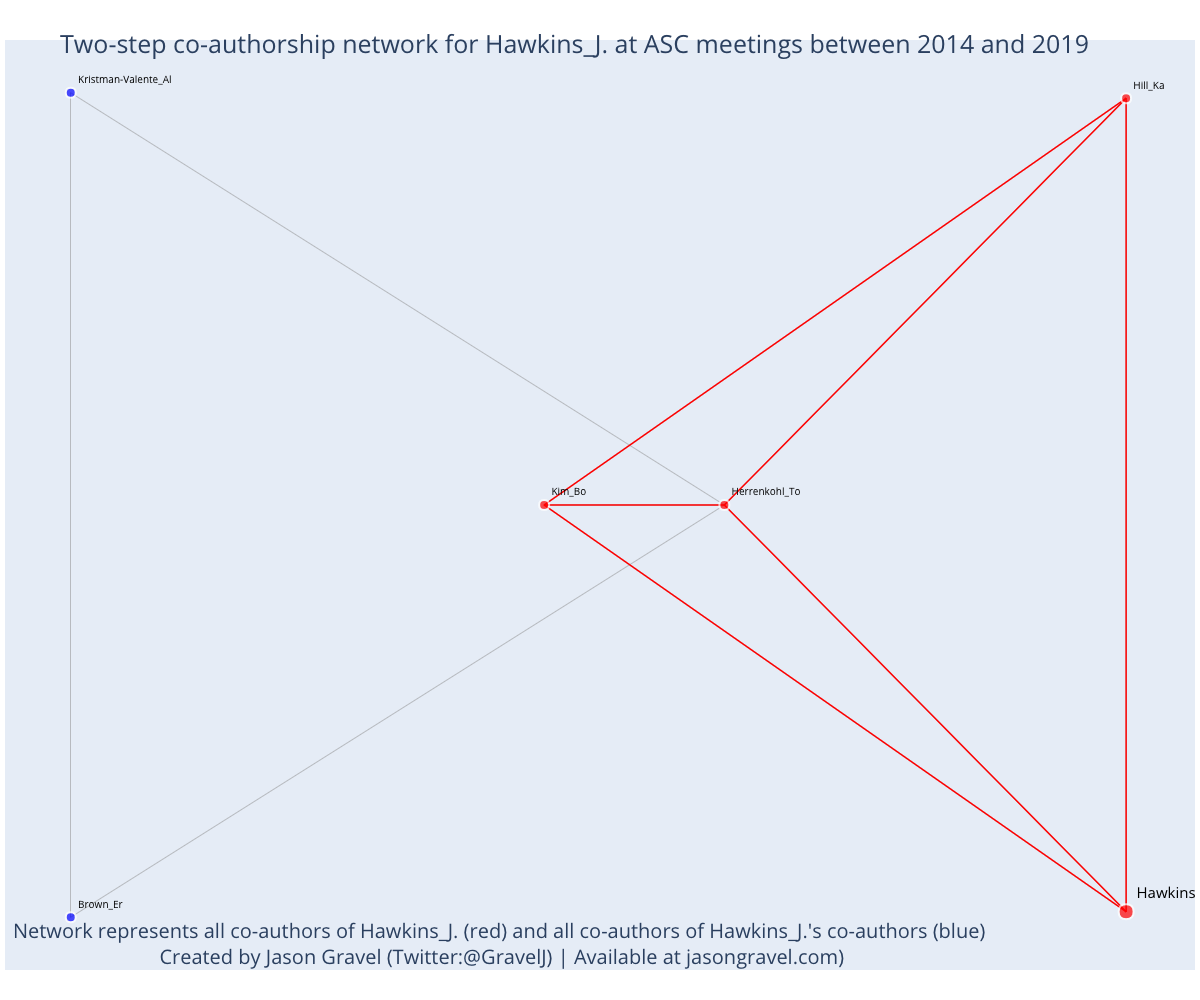 Two-step co-authorship network for Hawkins_J. at ASC meetings between 2014 and 2019
Kristman-Valente_Al
Hill_Ka
Kim_Bo
Herrenkohl_To
Hawkins
Brown_Er
Network represents all co-authors of Hawkins_J. (red) and all co-authors of Hawkins_J.'s co-authors (blue)
Created by Jason Gravel (Twitter:@GravelJ) | Available at jasongravel.com)